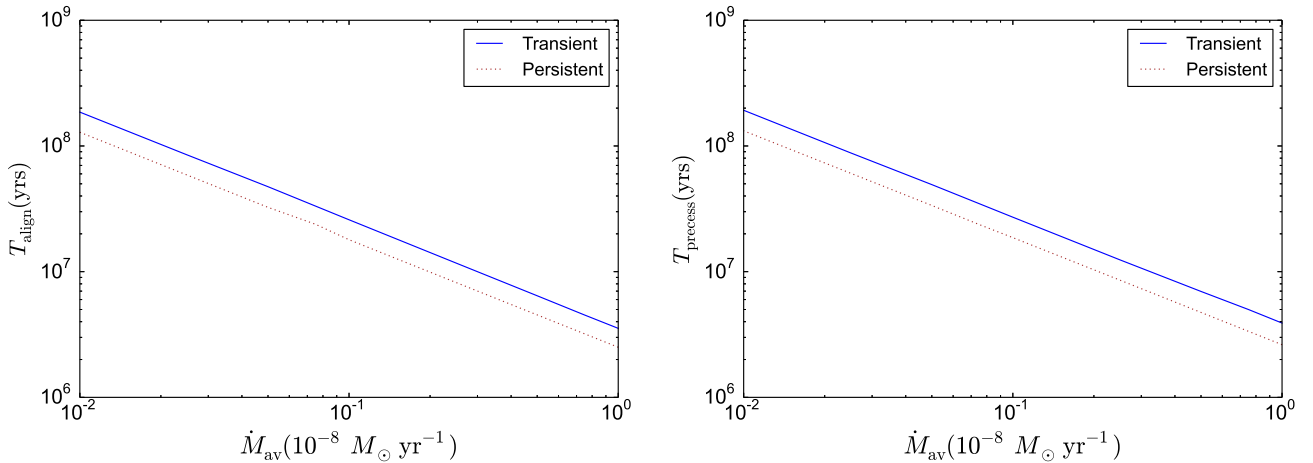 10^9
10^8
10^7
10^6
T_align(yrs)
Transient
Persistent
10^-2
10^-1
10^0
Ṁ_av(10^−8 M_⊙ yr^−1)
10^9
10^8
10^7
10^6
T_precess(yrs)
Transient
Persistent
10^-2
10^-1
10^0
Ṁ_av(10^−8 M_⊙ yr^−1)